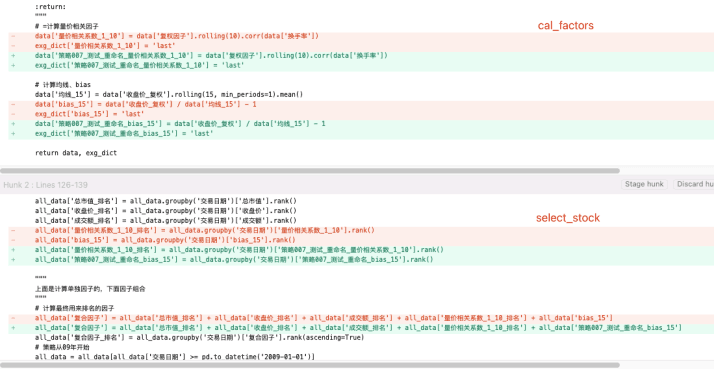 :return:
"""
# =计算量价相关因子
cal_factors
- data['量价相关系数_1_10'] = data['复权因子'].rolling(10).corr(data['换手率'])
- exg_dict['量价相关系数_1_10'] = 'last'
+ data['策略007_测试_重命名_量价相关系数_1_10'] = data['复权因子'].rolling(10).corr(data['换手率'])
+ exg_dict['策略007_测试_重命名_量价相关系数_1_10'] = 'last'
# 计算均线、bias
data['均线_15'] = data['收盘价_复权'].rolling(15, min_periods=1).mean()
- data['bias_15'] = data['收盘价_复权'] / data['均线_15'] - 1
- exg_dict['bias_15'] = 'last'
+ data['策略007_测试_重命名_bias_15'] = data['收盘价_复权'] / data['均线_15'] - 1
+ exg_dict['策略007_测试_重命名_bias_15'] = 'last'
return data, exg_dict
Hunk 2 : Lines 126-139
Stage hunk
Discard hu
all_data['总市值_排名'] = all_data.groupby('交易日期')['总市值'].rank()
all_data['收盘价_排名'] = all_data.groupby('交易日期')['收盘价'].rank()
all_data['成交额_排名'] = all_data.groupby('交易日期')['成交额'].rank()
select_stock
- all_data['量价相关系数_1_10_排名'] = all_data.groupby('交易日期')['量价相关系数_1_10'].rank()
- all_data['bias_15'] = all_data.groupby('交易日期')['bias_15'].rank()
+ all_data['量价相关系数_1_10_排名'] = all_data.groupby('交易日期')['策略007_测试_重命名_量价相关系数_1_10'].rank()
+ all_data['策略007_测试_重命名_bias_15'] = all_data.groupby('交易日期')['策略007_测试_重命名_bias_15'].rank()
"""
上面是计算单独因子的，下面因子组合
"""
# 计算最终用来排名的因子
- all_data['复合因子'] = all_data['总市值_排名'] + all_data['收盘价_排名'] + all_data['成交额_排名'] + all_data['量价相关系数_1_10_排名'] + all_data['bias_15']
+ all_data['复合因子'] = all_data['总市值_排名'] + all_data['收盘价_排名'] + all_data['成交额_排名'] + all_data['量价相关系数_1_10_排名'] + all_data['策略007_测试_重命名_bias_15']
all_data['复合因子_排名'] = all_data.groupby('交易日期')['复合因子'].rank(ascending=True)
# 策略从09年开始
all_data = all_data[all_data['交易日期'] >= pd.to_datetime('2009-01-01')]